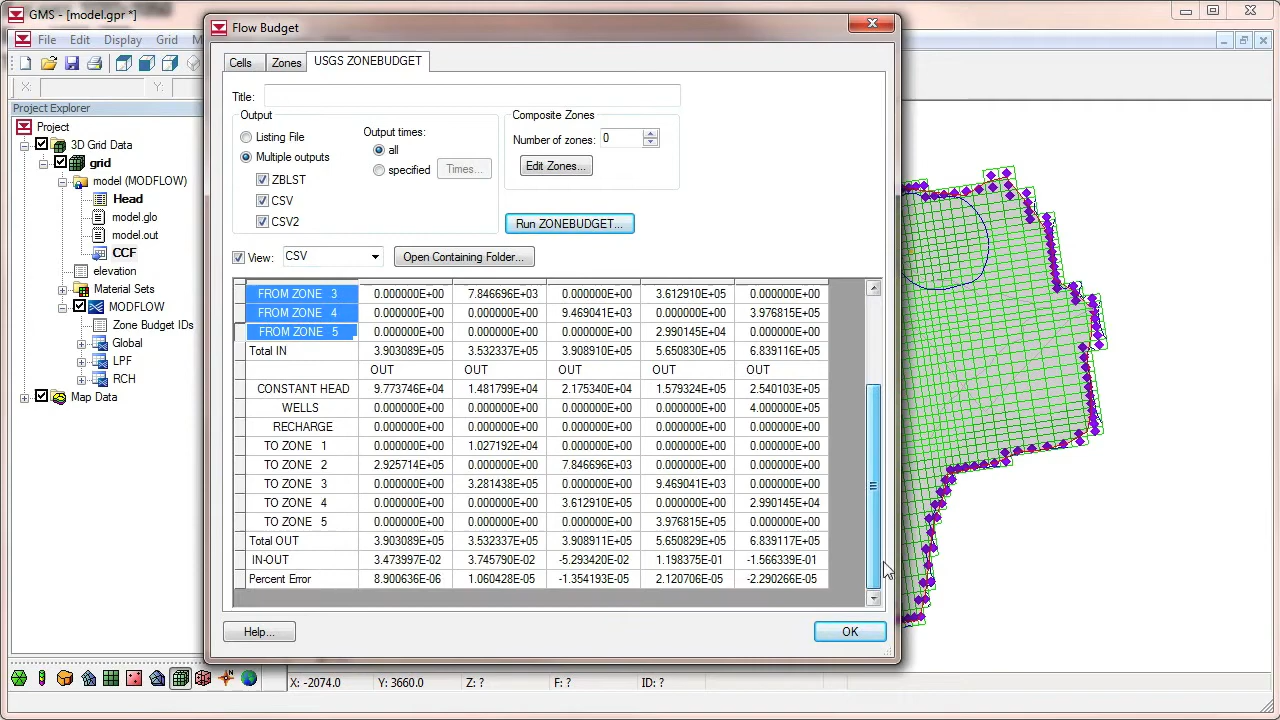 GMS - [model.gpr *]
File Edit Display Grid
X: Y:
Project Explorer
Project
3D Grid Data
grid
model (MODFLOW)
Head
model.glo
model.out
CCF
elevation
Material Sets
MODFLOW
Zone Budget IDs
Global
LPF
RCH
Map Data
Flow Budget
Cells Zones USGS ZONEBUDGET
Title:
Output
Listing File
Multiple outputs
ZBLST
CSV
CSV2
Output times:
all
specified Times...
Composite Zones
Number of zones: 0
Edit Zones...
Run ZONEBUDGET...
View: CSV Open Containing Folder...
FROM ZONE 3 0.000000E+00 7.846696E+03 0.000000E+00 3.612910E+05 0.000000E+00
FROM ZONE 4 0.000000E+00 0.000000E+00 9.469041E+03 0.000000E+00 3.976815E+05
FROM ZONE 5 0.000000E+00 0.000000E+00 0.000000E+00 2.990145E+04 0.000000E+00
Total IN 3.903089E+05 3.532337E+05 3.908910E+05 5.650830E+05 6.839116E+05
OUT OUT OUT OUT OUT
CONSTANT HEAD 9.773746E+04 1.481799E+04 2.175340E+04 1.579324E+05 2.540103E+05
WELLS 0.000000E+00 0.000000E+00 0.000000E+00 0.000000E+00 4.000000E+05
RECHARGE 0.000000E+00 0.000000E+00 0.000000E+00 0.000000E+00 0.000000E+00
TO ZONE 1 0.000000E+00 1.027192E+04 0.000000E+00 0.000000E+00 0.000000E+00
TO ZONE 2 2.925714E+05 0.000000E+00 7.846696E+03 0.000000E+00 0.000000E+00
TO ZONE 3 0.000000E+00 3.281438E+05 0.000000E+00 9.469041E+03 0.000000E+00
TO ZONE 4 0.000000E+00 0.000000E+00 3.612910E+05 0.000000E+00 2.990145E+04
TO ZONE 5 0.000000E+00 0.000000E+00 0.000000E+00 3.976815E+05 0.000000E+00
Total OUT 3.903089E+05 3.532337E+05 3.908911E+05 5.650829E+05 6.839117E+05
IN-OUT 3.473997E-02 3.745790E-02 -5.293420E-02 1.198375E-01 -1.566339E-01
Percent Error 8.900636E-06 1.060428E-05 -1.354193E-05 2.120706E-05 -2.290266E-05
Help... OK
X: -2074.0 Y: 3660.0 Z: ? F: ? ID: ?